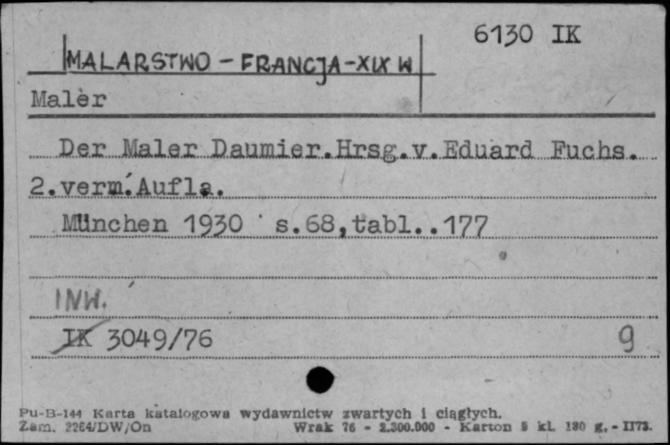 6130 IK
MALARSTWO - FRANCJA - XIX W
Malèr
Der Maler Daumier.Hrsg.v.Eduard Fuchs.
2.verm.Aufla.
München 1930 s.68,tabl..177
INW.
IK 3049/76
9
Pu-B-144 Karta katalogowa wydawnictw zwartych i ciągłych.
Zam. 2264/DW/On Wrak 76 - 2.300.000 - Karton 5 kl. 180 g. - II73.